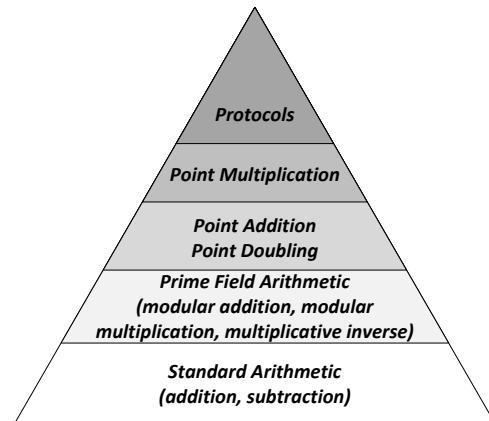 Protocols
Point Multiplication
Point Addition
Point Doubling
Prime Field Arithmetic
(modular addition, modular
multiplication, multiplicative inverse)
Standard Arithmetic
(addition, subtraction)